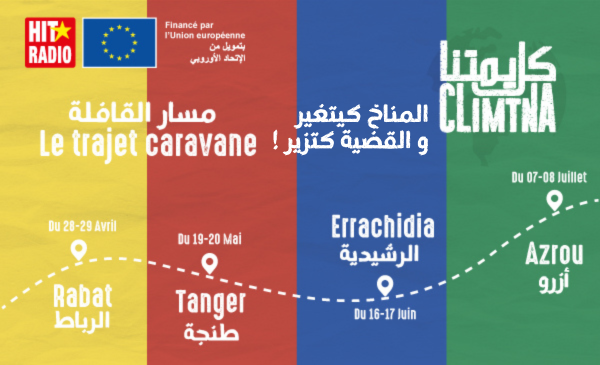 HIT
RADIO
Financé par
l'Union européenne
بتمويل من
الإتحاد الأوروبي
كليمتنا
CLIMTNA
مسار القافلة
Le trajet caravane
المناخ كيتغير
و القضية كتزير !
Du 28-29 Avril
Rabat
الرباط
Du 19-20 Mai
Tanger
طنجة
Errachidia
الرشيدية
Du 16-17 Juin
Du 07-08 Juillet
Azrou
أزرو